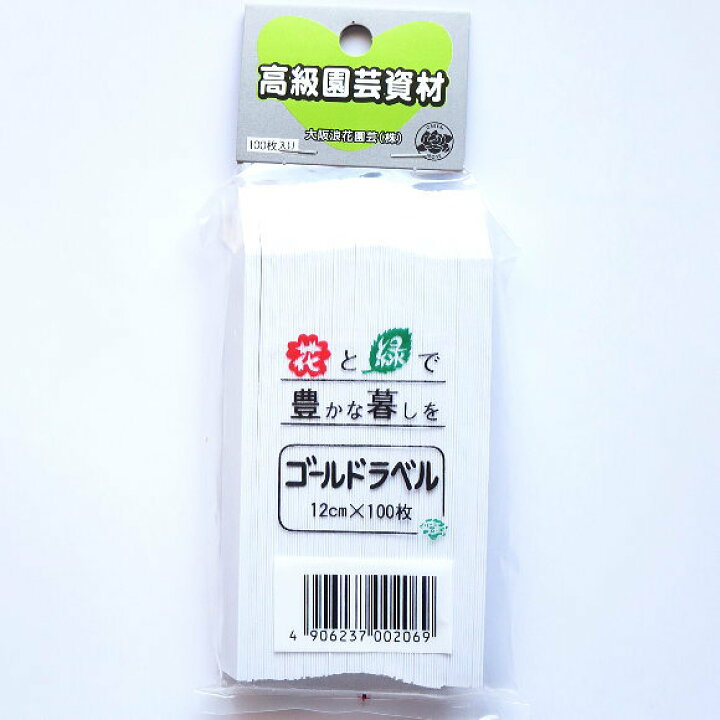 高級園芸資材
大阪浪花園芸(株)
100枚入り
花と緑で
豊かな暮しを
ゴールドラベル
12cm×100枚
4 906237 002069